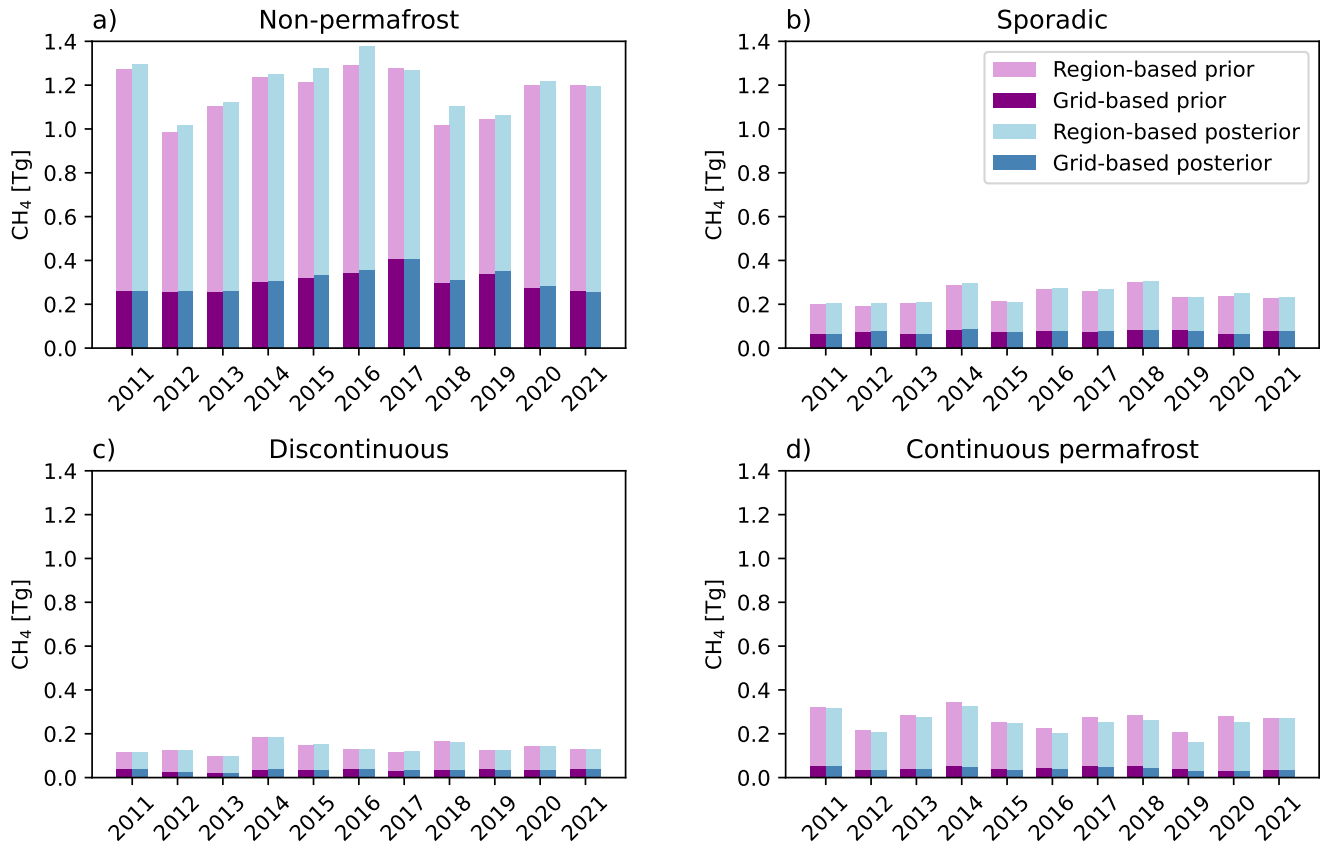 a) Non-permafrost
CH₄ [Tg]
1.4
1.2
1.0
0.8
0.6
0.4
0.2
0.0
2011 2012 2013 2014 2015 2016 2017 2018 2019 2020 2021
b) Sporadic
CH₄ [Tg]
1.4
1.2
1.0
0.8
0.6
0.4
0.2
0.0
Region-based prior
Grid-based prior
Region-based posterior
Grid-based posterior
2011 2012 2013 2014 2015 2016 2017 2018 2019 2020 2021
c) Discontinuous
CH₄ [Tg]
1.4
1.2
1.0
0.8
0.6
0.4
0.2
0.0
2011 2012 2013 2014 2015 2016 2017 2018 2019 2020 2021
d) Continuous permafrost
CH₄ [Tg]
1.4
1.2
1.0
0.8
0.6
0.4
0.2
0.0
2011 2012 2013 2014 2015 2016 2017 2018 2019 2020 2021